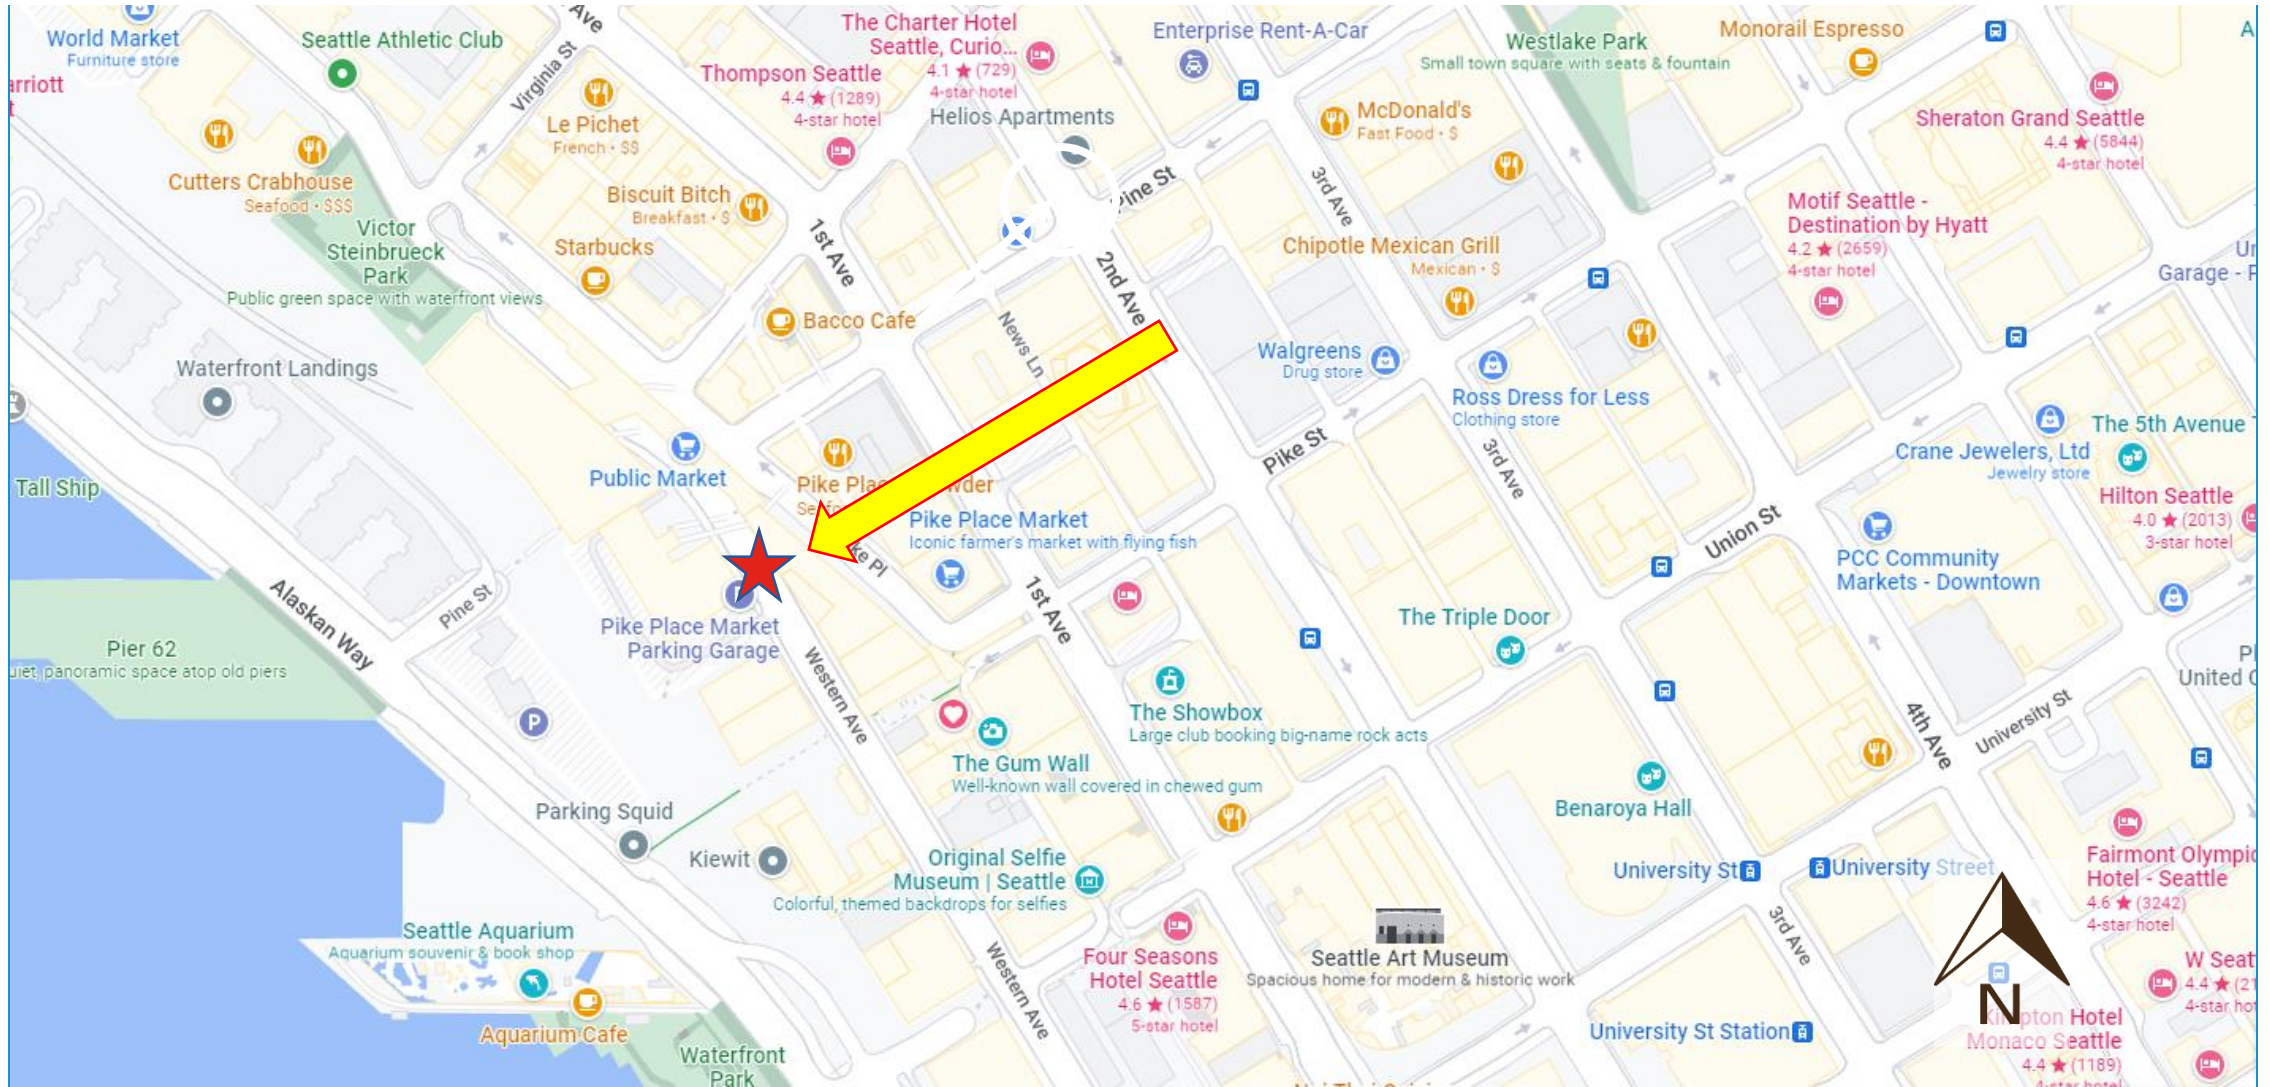 World Market
Furniture store
arriott
Seattle Athletic Club
Ave
Virginia St
Le Pichet
French · $$
Cutters Crabhouse
Seafood · $$$
Victor
Steinbrueck
Park
Public green space with waterfront views
Biscuit Bitch
Breakfast · $
Starbucks
Thompson Seattle
4.4 ★ (1289)
4-star hotel
The Charter Hotel
Seattle, Curio...
4.1 ★ (729)
4-star hotel
Helios Apartments
Enterprise Rent-A-Car
McDonald's
Fast Food · $
Westlake Park
Small town square with seats & fountain
Monorail Espresso
Sheraton Grand Seattle
4.4 ★ (5844)
4-star hotel
Motif Seattle -
Destination by Hyatt
4.2 ★ (2659)
4-star hotel
Garage -
Pine St
3rd Ave
1st Ave
2nd Ave
News Ln
Chipotle Mexican Grill
Mexican · $
Bacco Cafe
Waterfront Landings
Walgreens
Drug store
Ross Dress for Less
Clothing store
Pike St
3rd Ave
Union St
Crane Jewelers, Ltd
Jewelry store
The 5th Avenue
Hilton Seattle
4.0 ★ (2013)
3-star hotel
Tall Ship
Public Market
Pike Place Market
Iconic farmer's market with flying fish
PCC Community
Markets - Downtown
Alaskan Way
Pine St
Pier 62
quiet, panoramic space atop old piers
P
Pike Place Market
Parking Garage
Western Ave
1st Ave
The Triple Door
The Showbox
Large club booking big-name rock acts
The Gum Wall
Well-known wall covered in chewed gum
4th Ave
University St
United
Benaroya Hall
Parking Squid
Kiewit
Original Selfie
Museum | Seattle
Colorful, themed backdrops for selfies
University St
University Street
Fairmont Olympic
Hotel - Seattle
4.6 ★ (3242)
4-star hotel
Seattle Aquarium
Aquarium souvenir & book shop
Aquarium Cafe
Western Ave
Four Seasons
Hotel Seattle
4.6 ★ (1587)
5-star hotel
Seattle Art Museum
Spacious home for modern & historic work
3rd Ave
University St Station
N
W Seat
4.4 ★ (21
4-star hot
Kimpton Hotel
Monaco Seattle
4.4 ★ (1189)
4-star hotel
Waterfront
Park